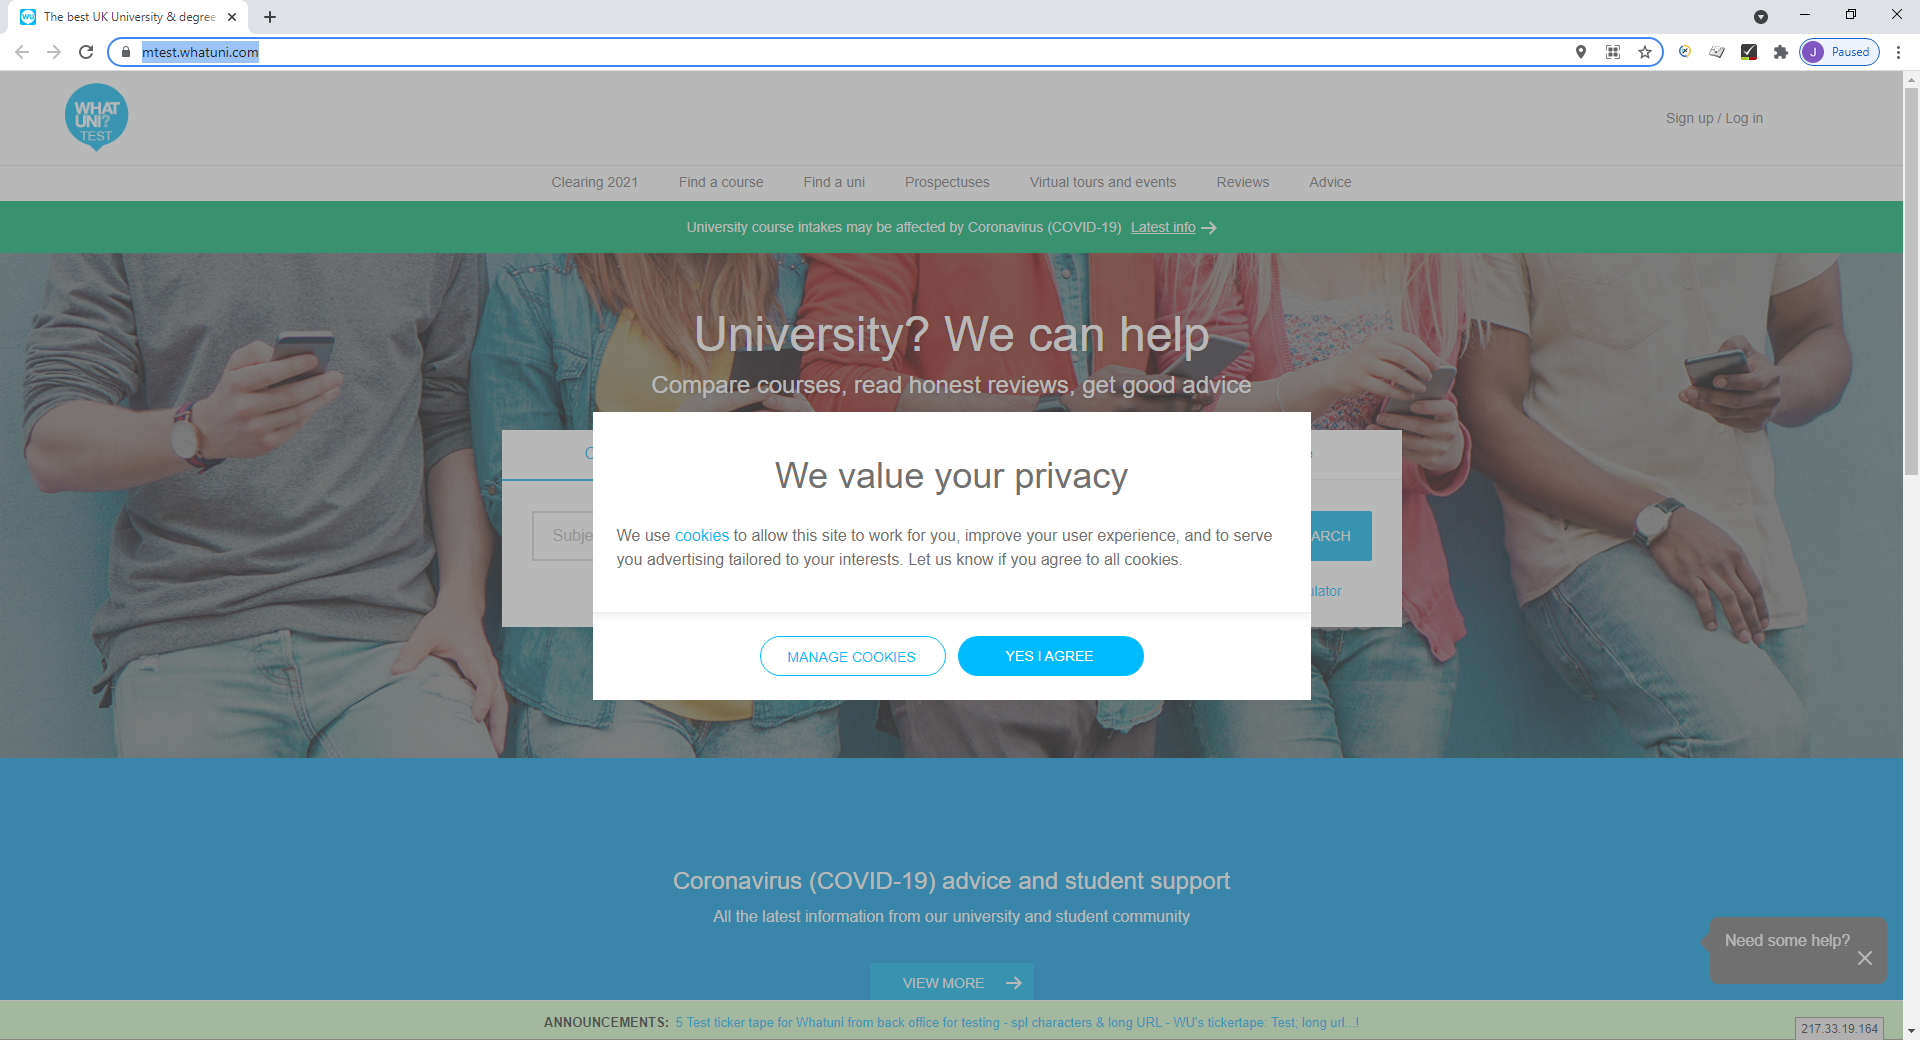 The best UK University & degree
mtest.whatuni.com
J Paused
WHAT
UNI?
TEST
Sign up / Log in
Clearing 2021 Find a course Find a uni Prospectuses Virtual tours and events Reviews Advice
University course intakes may be affected by Coronavirus (COVID-19) Latest info
University? We can help
Compare courses, read honest reviews, get good advice
We value your privacy
We use cookies to allow this site to work for you, improve your user experience, and to serve
you advertising tailored to your interests. Let us know if you agree to all cookies.
MANAGE COOKIES YES I AGREE
Coronavirus (COVID-19) advice and student support
All the latest information from our university and student community
Need some help?
VIEW MORE
ANNOUNCEMENTS: 5 Test ticker tape for Whatuni from back office for testing - spl characters & long URL - WU's tickertape: Test; long url...!
217.33.19.164